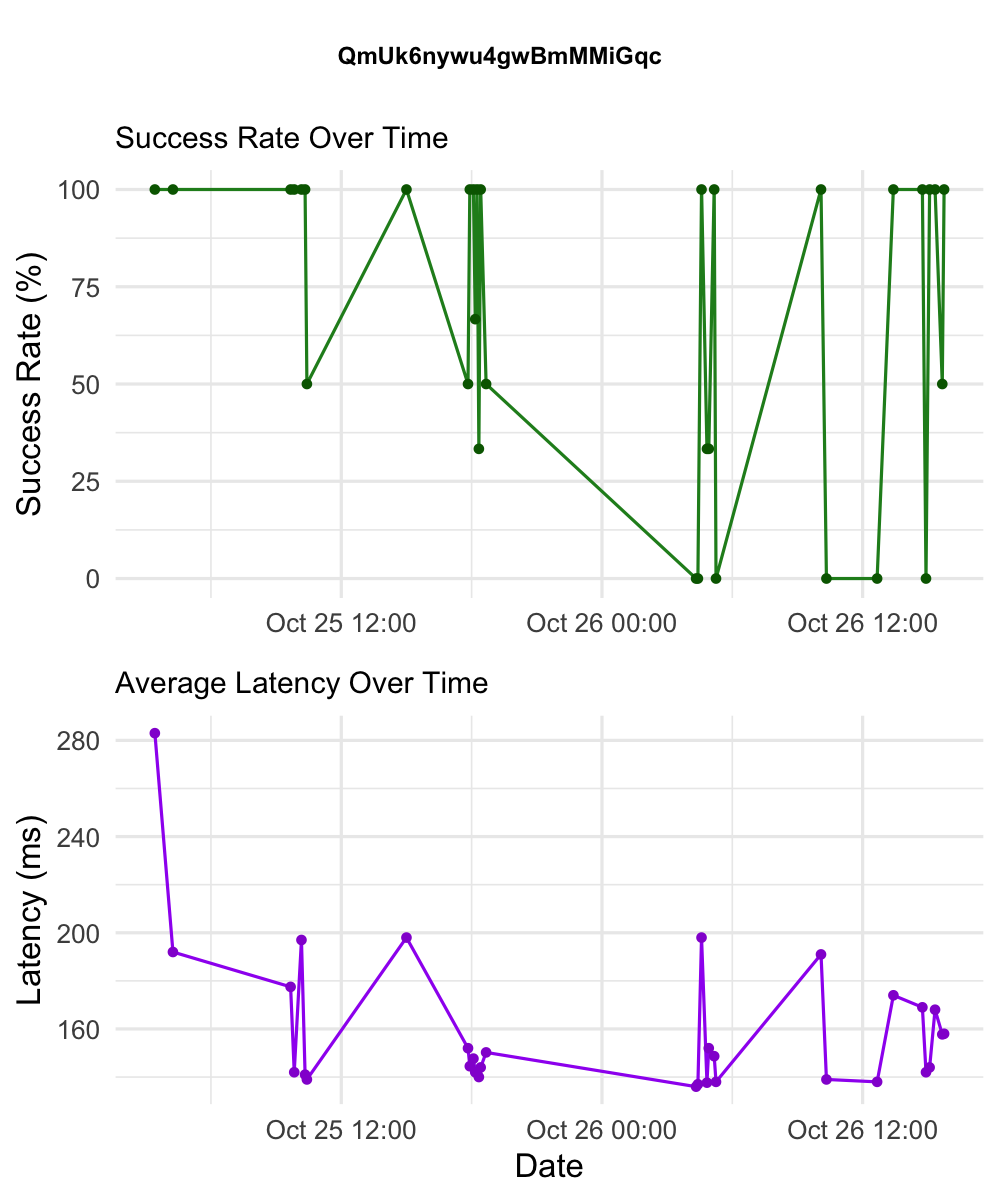 QmUk6nywu4gwBmMMiGqc
Success Rate Over Time
Success Rate (%)
100
75
50
25
0
Oct 25 12:00 Oct 26 00:00 Oct 26 12:00
Average Latency Over Time
Latency (ms)
280
240
200
160
Oct 25 12:00 Oct 26 00:00 Oct 26 12:00
Date